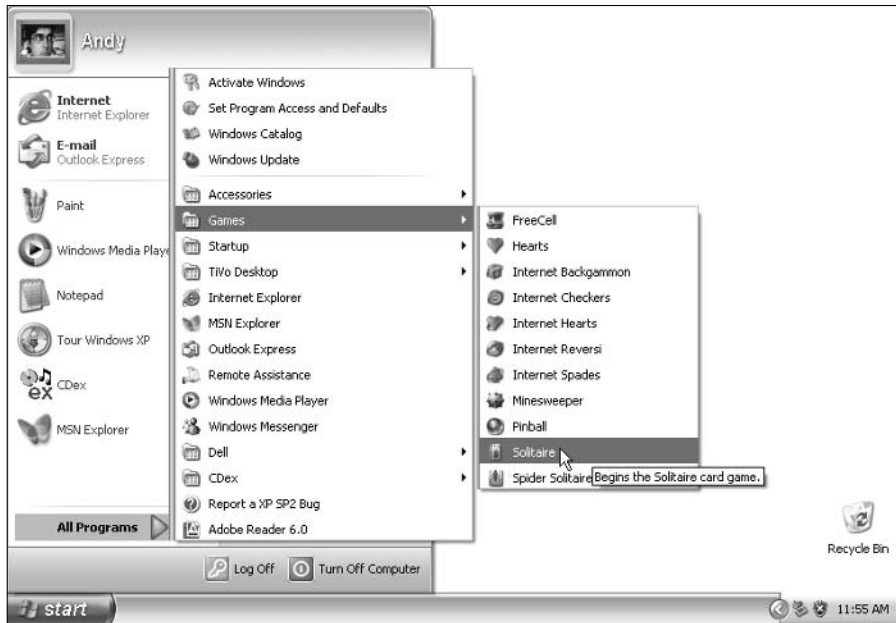 Andy
Internet
Internet Explorer
E-mail
Outlook Express
Paint
Windows Media Playe
Notepad
Tour Windows XP
CDex
MSN Explorer
All Programs
Activate Windows
Set Program Access and Defaults
Windows Catalog
Windows Update
Accessories
Games
Startup
TiVo Desktop
Internet Explorer
MSN Explorer
Outlook Express
Remote Assistance
Windows Media Player
Windows Messenger
Dell
CDex
Report a XP SP2 Bug
Adobe Reader 6.0
FreeCell
Hearts
Internet Backgammon
Internet Checkers
Internet Hearts
Internet Reversi
Internet Spades
Minesweeper
Pinball
Solitaire
Spider Solitaire
Begins the Solitaire card game.
Recycle Bin
Log Off
Turn Off Computer
start
11:55 AM